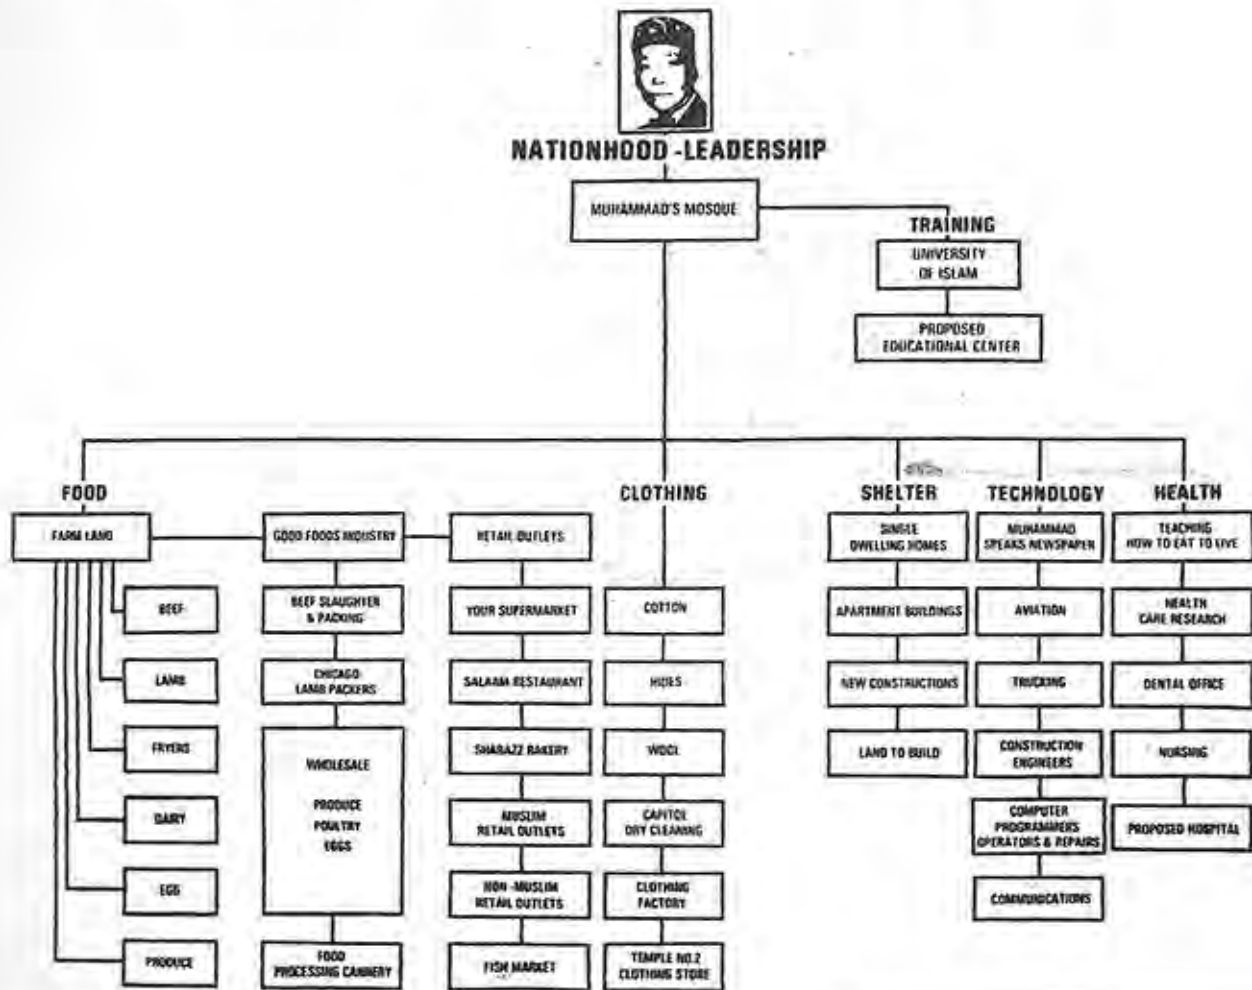 NATIONHOOD -LEADERSHIP
MUHAMMAD'S MOSQUE
TRAINING
UNIVERSITY
OF ISLAM
PROPOSED
EDUCATIONAL CENTER
FOOD
FARM LAND
BEEF
LAMB
FRYERS
DAIRY
EGG
PRODUCE
GOOD FOODS INDUSTRY
BEEF SLAUGHTER
& PACKING
CHICAGO
LAMB PACKERS
WHOLESALE
PRODUCE
POULTRY
EGGS
FOOD
PROCESSING CANNERY
RETAIL OUTLETS
YOUR SUPERMARKET
SALAAM RESTAURANT
SHABAZZ BAKERY
MUSLIM
RETAIL OUTLETS
NON -MUSLIM
RETAIL OUTLETS
FISH MARKET
CLOTHING
COTTON
HIDES
WOOL
CAPITOL
DRY CLEANING
CLOTHING
FACTORY
TEMPLE NO.2
CLOTHING STORE
SHELTER
SINGLE
DWELLING HOMES
APARTMENT BUILDINGS
NEW CONSTRUCTIONS
LAND TO BUILD
TECHNOLOGY
MUHAMMAD
SPEAKS NEWSPAPER
AVIATION
TRUCKING
CONSTRUCTION
ENGINEERS
COMPUTER
PROGRAMMERS
OPERATORS & REPAIRS
COMMUNICATIONS
HEALTH
TEACHING
HOW TO EAT TO LIVE
HEALTH
CARE RESEARCH
DENTAL OFFICE
NURSING
PROPOSED HOSPITAL